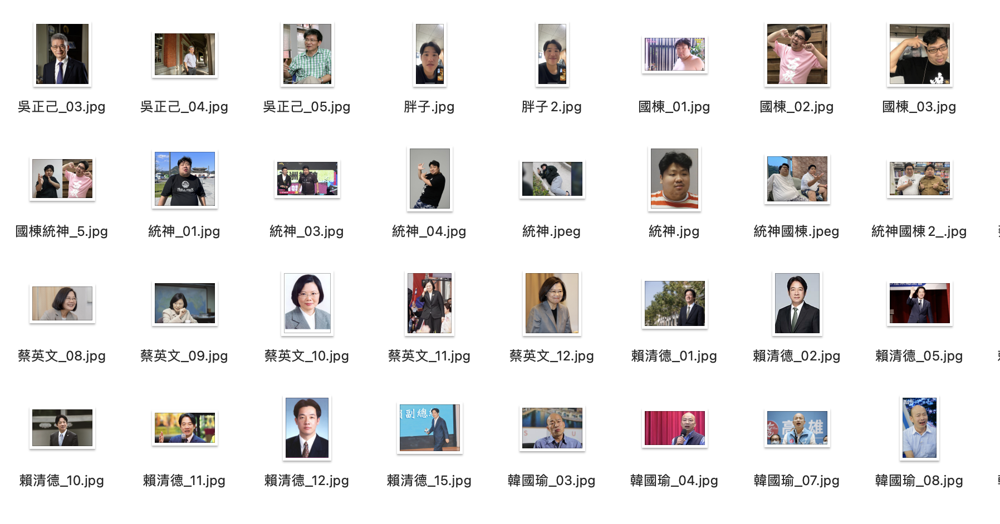 吳正己_03.jpg
吳正己_04.jpg
吳正己_05.jpg
胖子.jpg
胖子 2.jpg
國棟_01.jpg
國棟_02.jpg
國棟_03.jpg
國棟統神_5.jpg
統神_01.jpg
統神_03.jpg
統神_04.jpg
統神.jpeg
統神.jpg
統神國棟.jpeg
統神國棟 2_.jpg
蔡英文_08.jpg
蔡英文_09.jpg
蔡英文_10.jpg
蔡英文_11.jpg
蔡英文_12.jpg
賴清德_01.jpg
賴清德_02.jpg
賴清德_05.jpg
副總
高雄
賴清德_10.jpg
賴清德_11.jpg
賴清德_12.jpg
賴清德_15.jpg
韓國瑜_03.jpg
韓國瑜_04.jpg
韓國瑜_07.jpg
韓國瑜_08.jpg